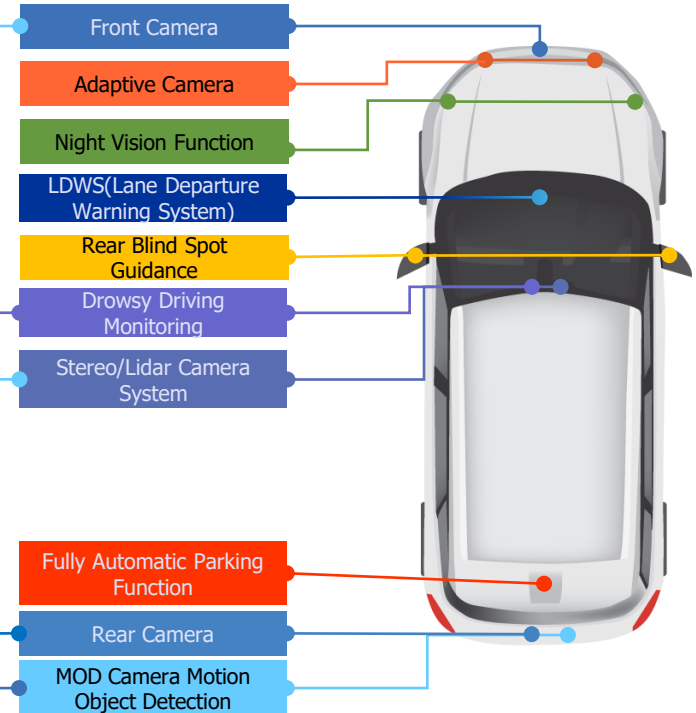 Front Camera
Adaptive Camera
Night Vision Function
LDWS(Lane Departure
Warning System)
Rear Blind Spot
Guidance
Drowsy Driving
Monitoring
Stereo/Lidar Camera
System
Fully Automatic Parking
Function
Rear Camera
MOD Camera Motion
Object Detection